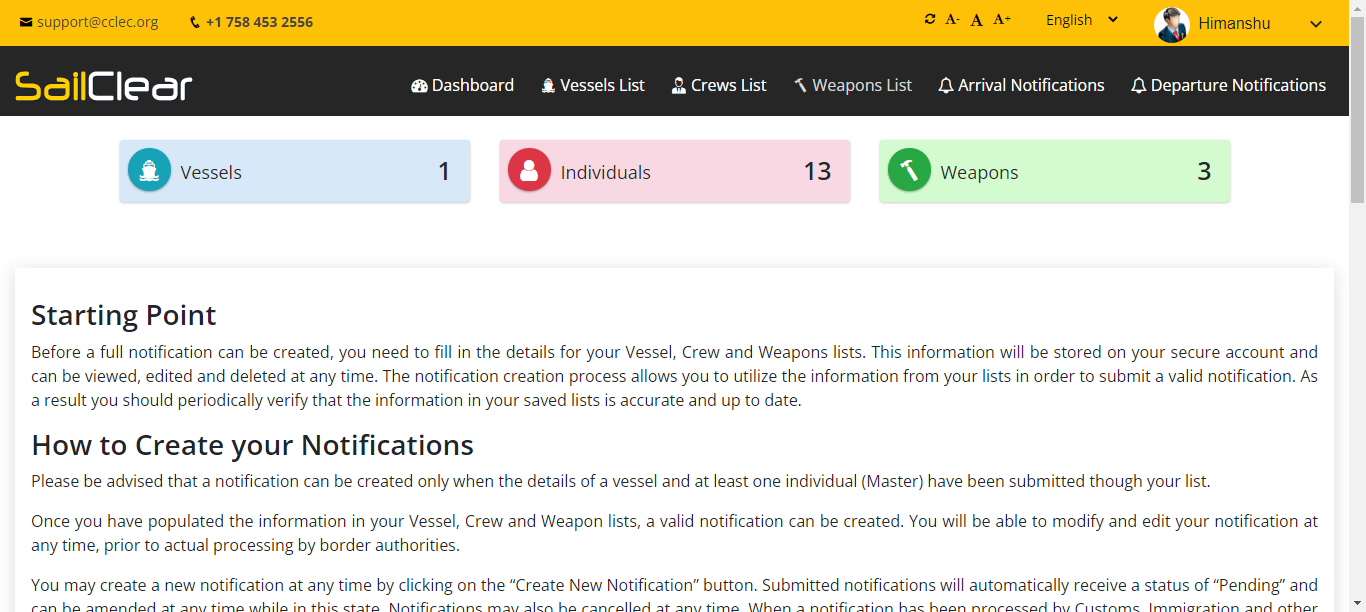 support@cclec.org +1 758 453 2556 A- A A+ English Himanshu
SailClear Dashboard Vessels List Crews List Weapons List Arrival Notifications Departure Notifications
Vessels 1 Individuals 13 Weapons 3
Starting Point
Before a full notification can be created, you need to fill in the details for your Vessel, Crew and Weapons lists. This information will be stored on your secure account and
can be viewed, edited and deleted at any time. The notification creation process allows you to utilize the information from your lists in order to submit a valid notification. As
a result you should periodically verify that the information in your saved lists is accurate and up to date.
How to Create your Notifications
Please be advised that a notification can be created only when the details of a vessel and at least one individual (Master) have been submitted though your list.
Once you have populated the information in your Vessel, Crew and Weapon lists, a valid notification can be created. You will be able to modify and edit your notification at
any time, prior to actual processing by border authorities.
You may create a new notification at any time by clicking on the “Create New Notification” button. Submitted notifications will automatically receive a status of “Pending” and
can be amended at any time while in this state. Notifications may also be cancelled at any time. When a notification has been processed by Customs, Immigration and other